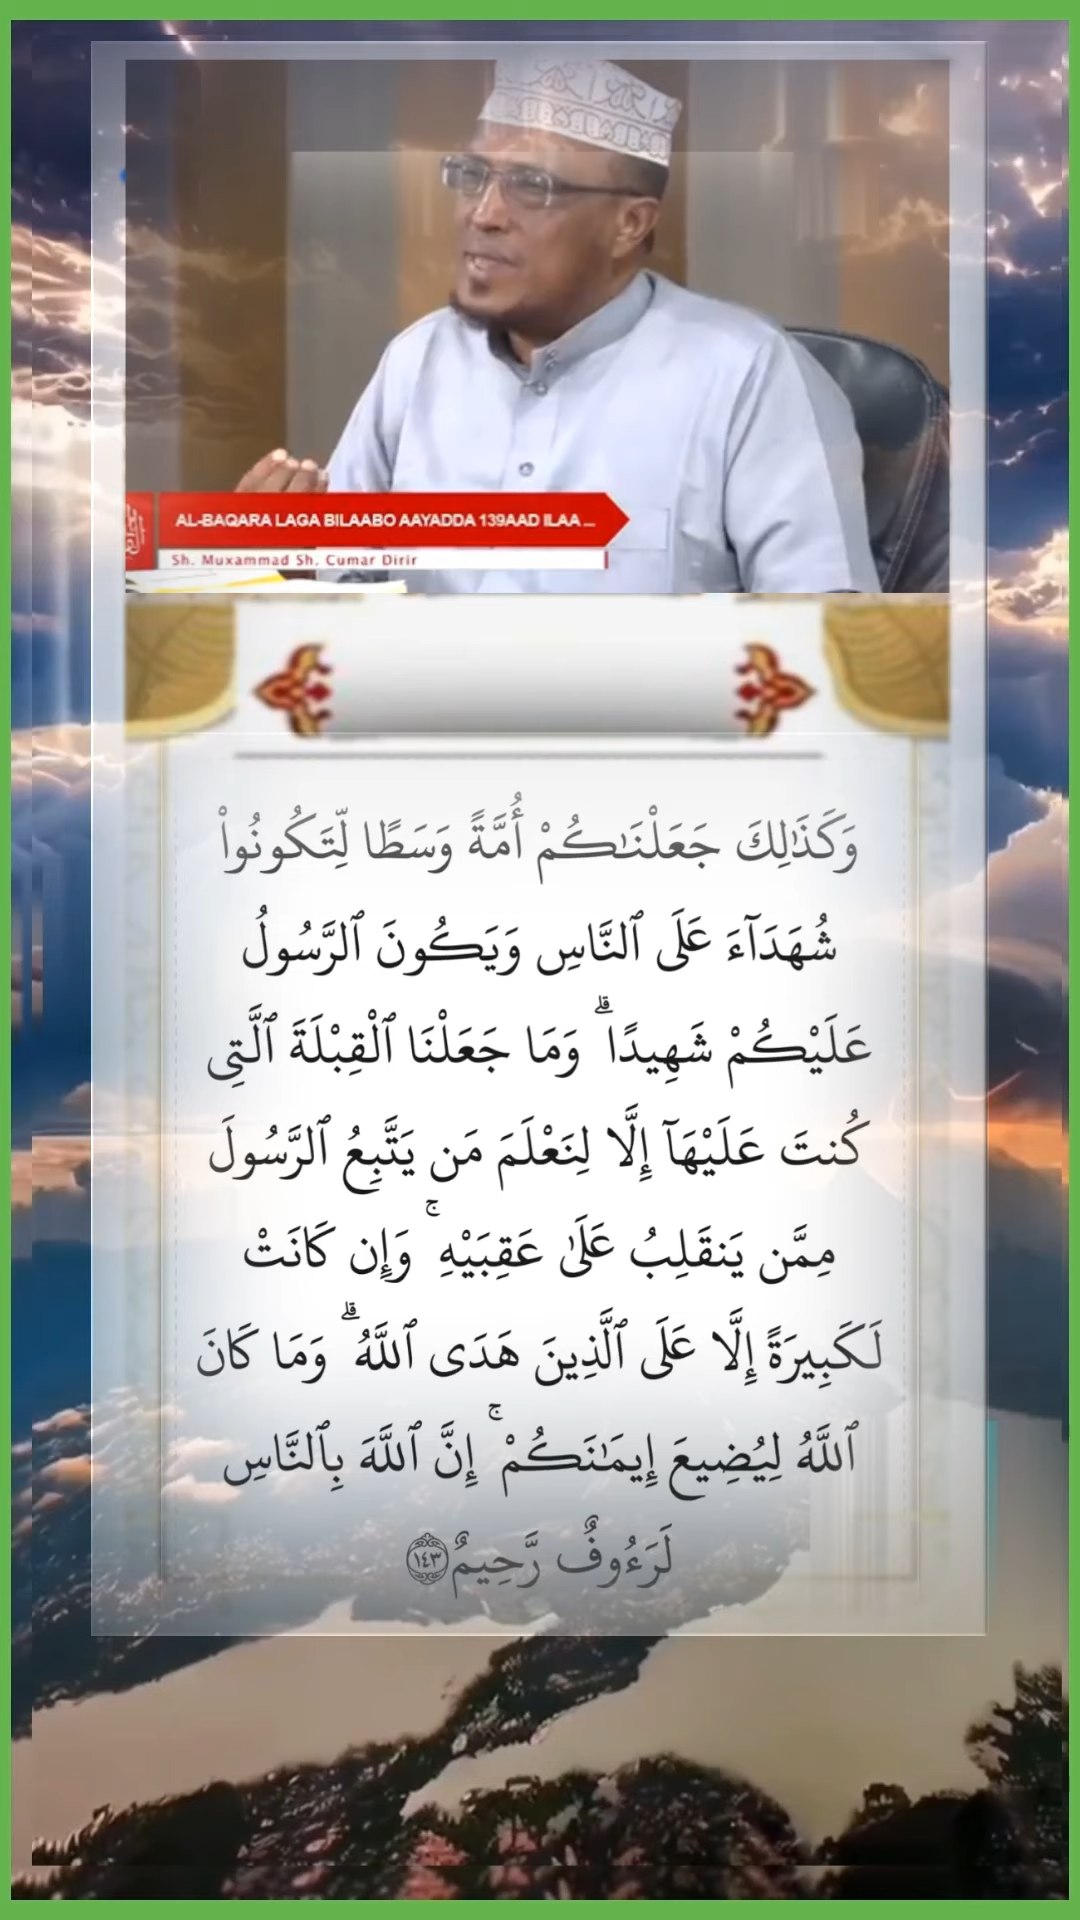 AL-BAQARA LAGA BILAABO AAYADDA 139AAD ILAA ...
Sh. Muxammad Sh. Cumar Dirir
وَكَذَٰلِكَ جَعَلْنَٰكُمْ أُمَّةً وَسَطًا لِّتَكُونُوا۟
شُهَدَآءَ عَلَى ٱلنَّاسِ وَيَكُونَ ٱلرَّسُولُ
عَلَيْكُمْ شَهِيدًا ۗ وَمَا جَعَلْنَا ٱلْقِبْلَةَ ٱلَّتِى
كُنتَ عَلَيْهَآ إِلَّا لِنَعْلَمَ مَن يَتَّبِعُ ٱلرَّسُولَ
مِمَّن يَنقَلِبُ عَلَىٰ عَقِبَيْهِ ۚ وَإِن كَانَتْ
لَكَبِيرَةً إِلَّا عَلَى ٱلَّذِينَ هَدَى ٱللَّهُ ۗ وَمَا كَانَ
ٱللَّهُ لِيُضِيعَ إِيمَٰنَكُمْ ۚ إِنَّ ٱللَّهَ بِٱلنَّاسِ
لَرَءُوفٌ رَّحِيمٌ ١٤٣